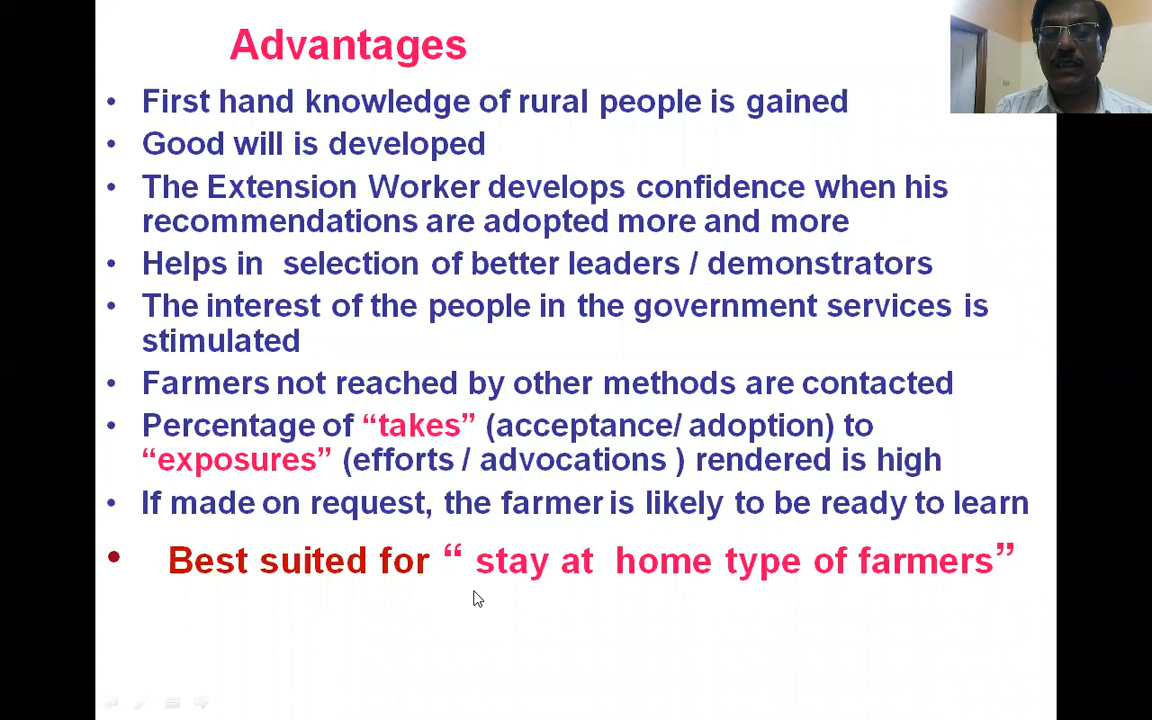 Advantages
• First hand knowledge of rural people is gained
• Good will is developed
• The Extension Worker develops confidence when his
recommendations are adopted more and more
• Helps in selection of better leaders / demonstrators
• The interest of the people in the government services is
stimulated
• Farmers not reached by other methods are contacted
• Percentage of “takes” (acceptance/ adoption) to
“exposures” (efforts / advocations ) rendered is high
• If made on request, the farmer is likely to be ready to learn
• Best suited for “ stay at home type of farmers”